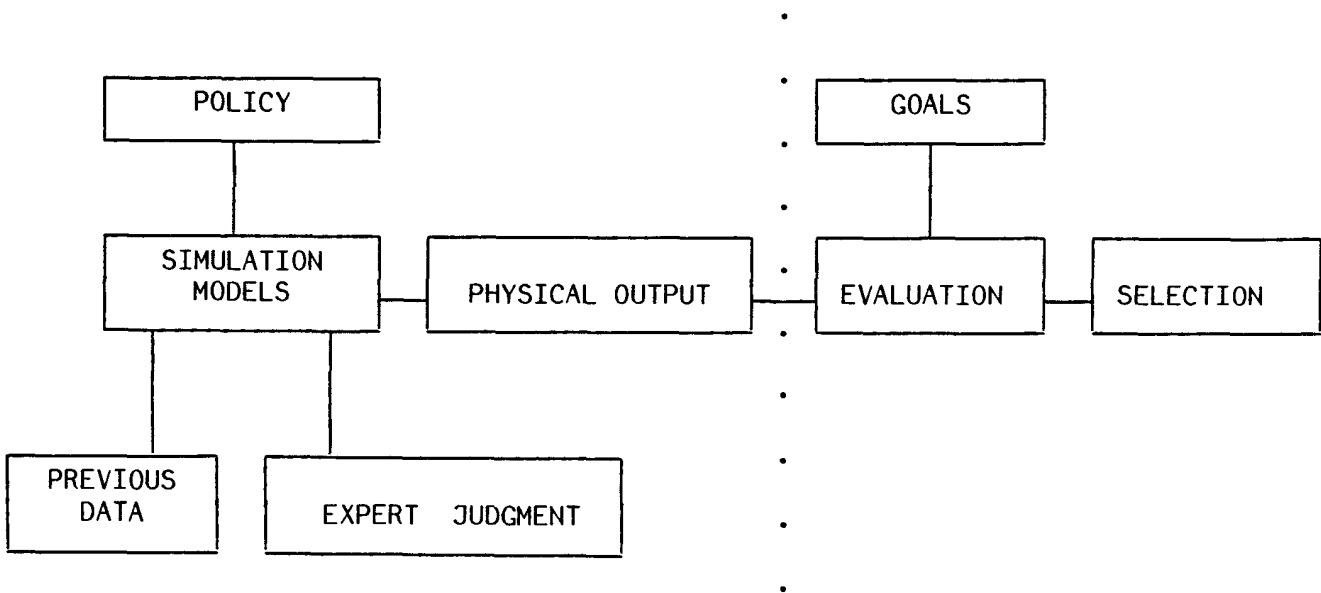 POLICY
GOALS
SIMULATION
MODELS
PHYSICAL OUTPUT
EVALUATION
SELECTION
PREVIOUS
DATA
EXPERT JUDGMENT